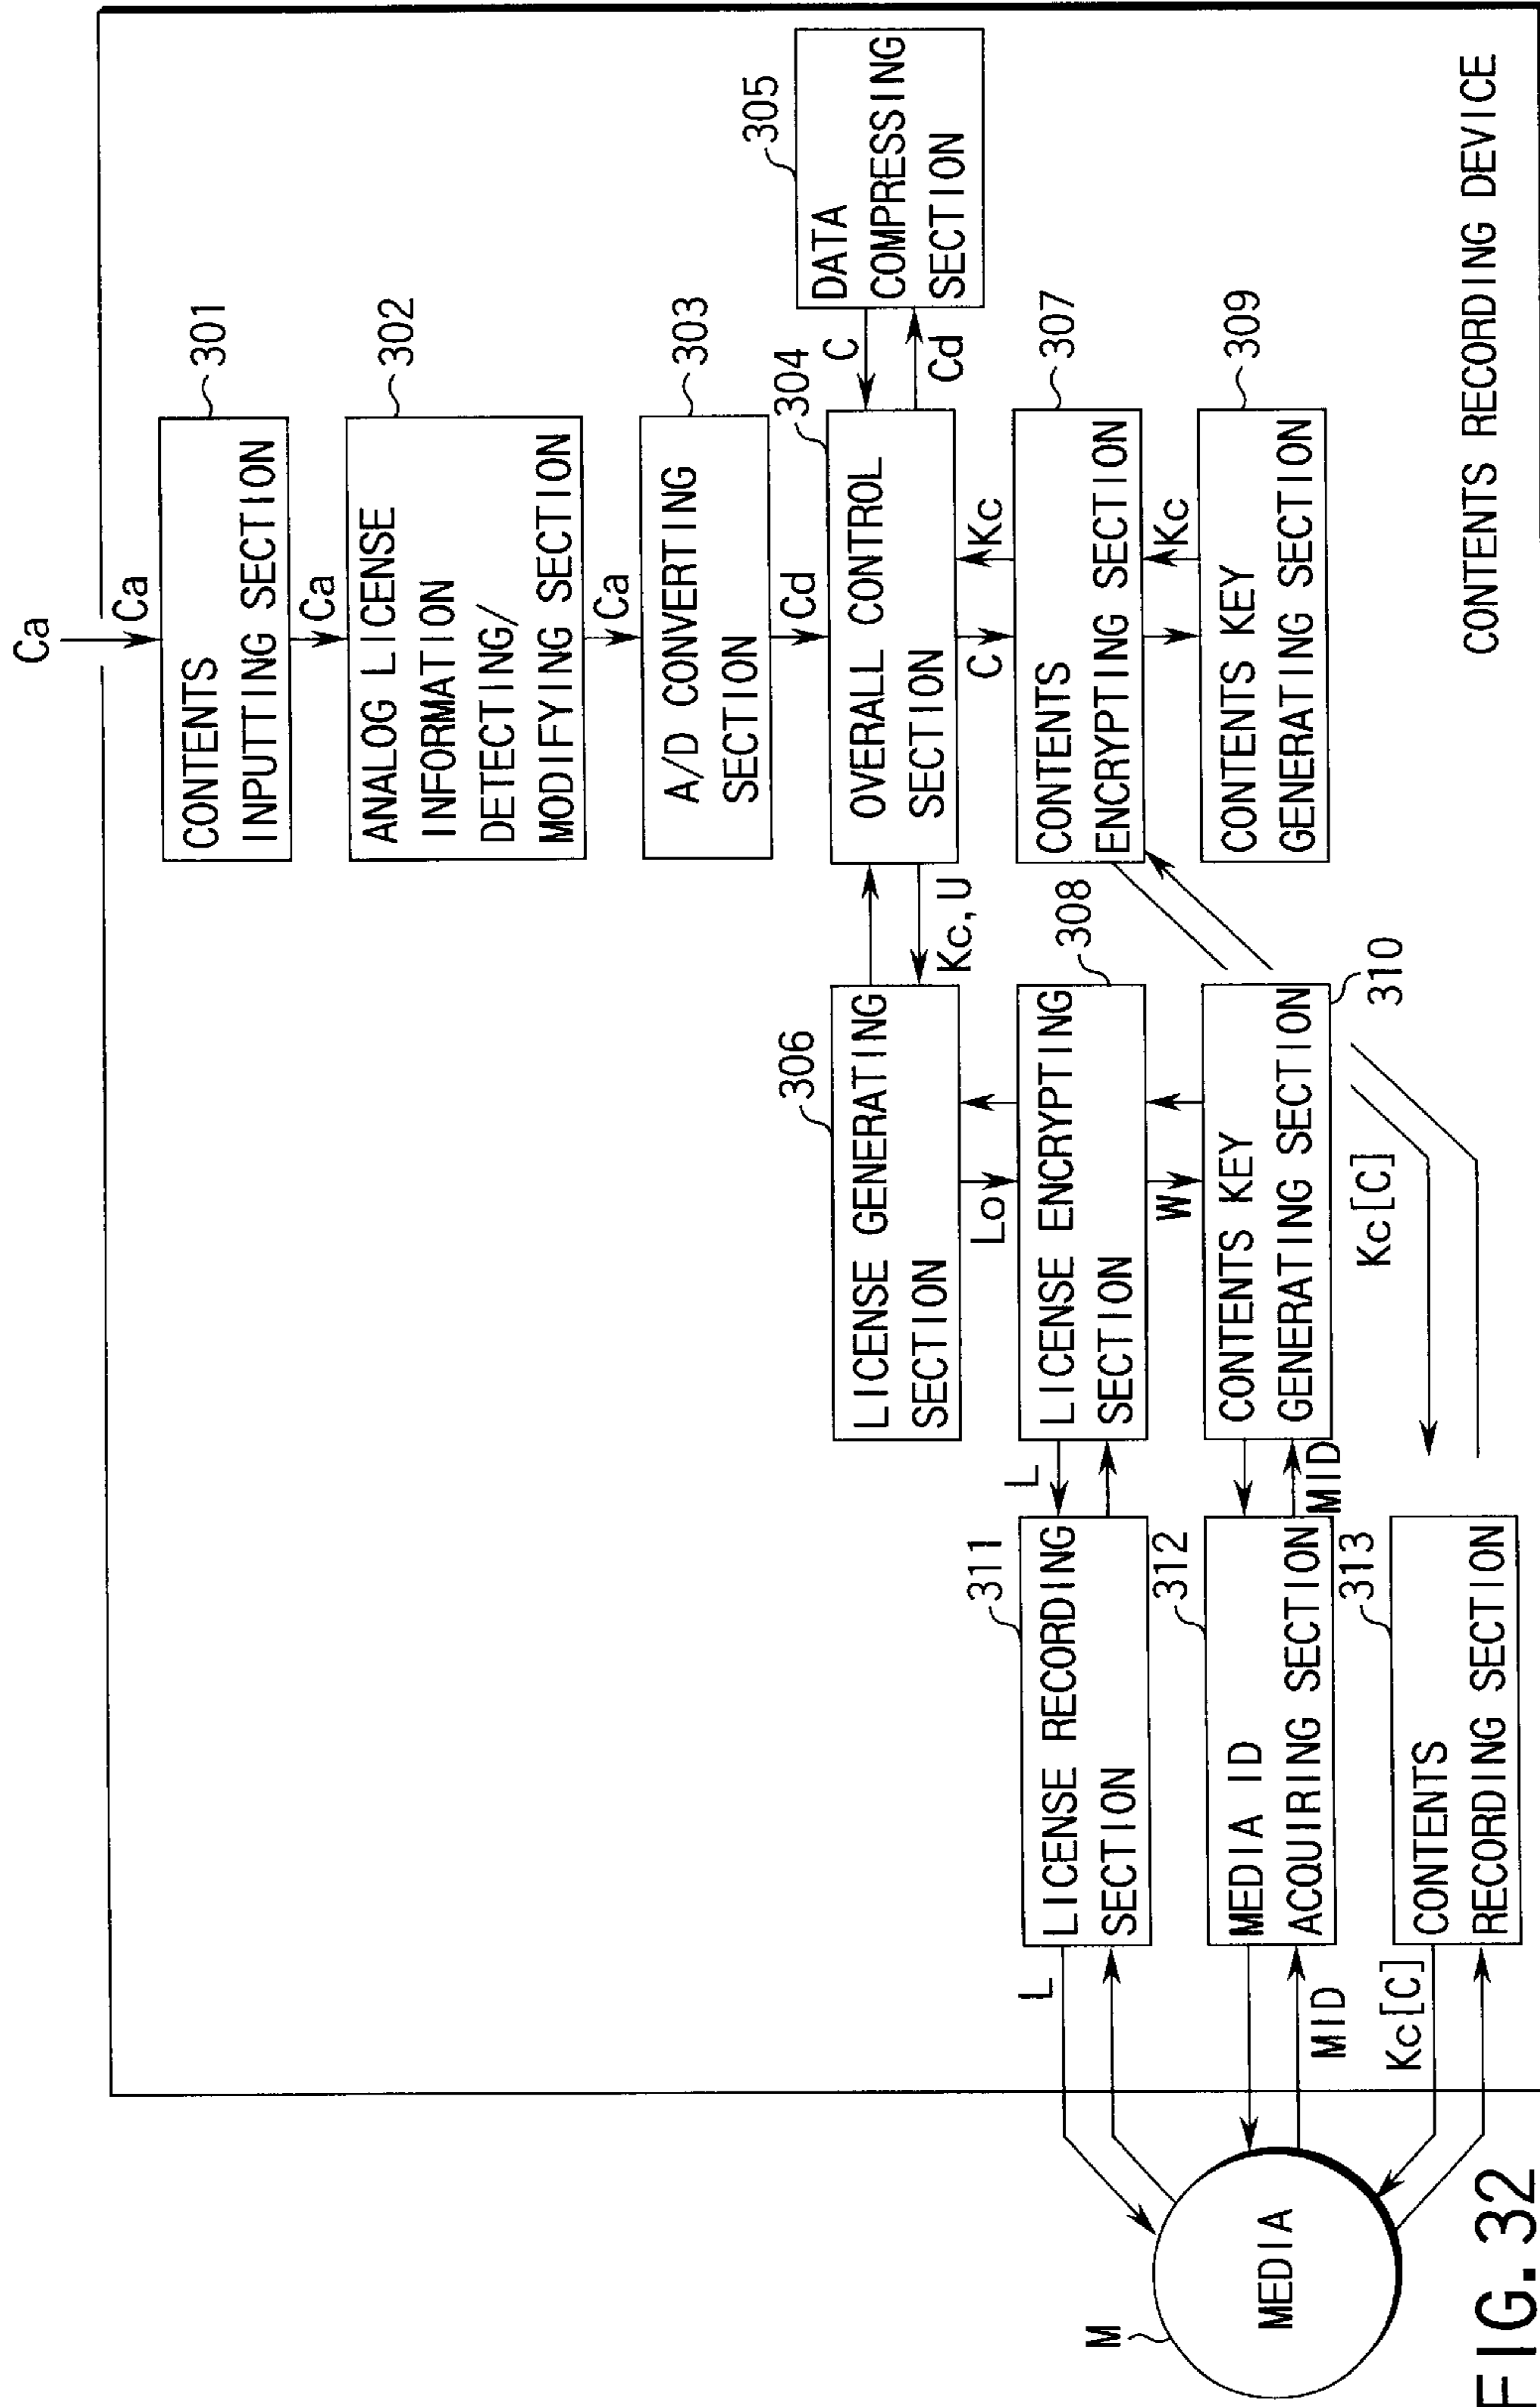 Ca
Ca
CONTENTS
INPUTTING SECTION
301
Ca
ANALOG LICENSE
INFORMATION
DETECTING/
MODIFYING SECTION
302
Ca
A/D CONVERTING
SECTION
303
Cd
OVERALL CONTROL
SECTION
304
C
Cd
DATA
COMPRESSING
SECTION
305
Kc, U
LICENSE GENERATING
SECTION
306
C
Kc
CONTENTS
ENCRYPTING SECTION
307
Lo
LICENSE ENCRYPTING
SECTION
308
Kc
CONTENTS KEY
GENERATING SECTION
309
W
CONTENTS KEY
GENERATING SECTION
310
L
LICENSE RECORDING
SECTION
311
L
MID
MEDIA ID
ACQUIRING SECTION
312
MID
Kc[C]
CONTENTS
RECORDING SECTION
313
Kc[C]
M
MEDIA
CONTENTS RECORDING DEVICE
FIG. 32